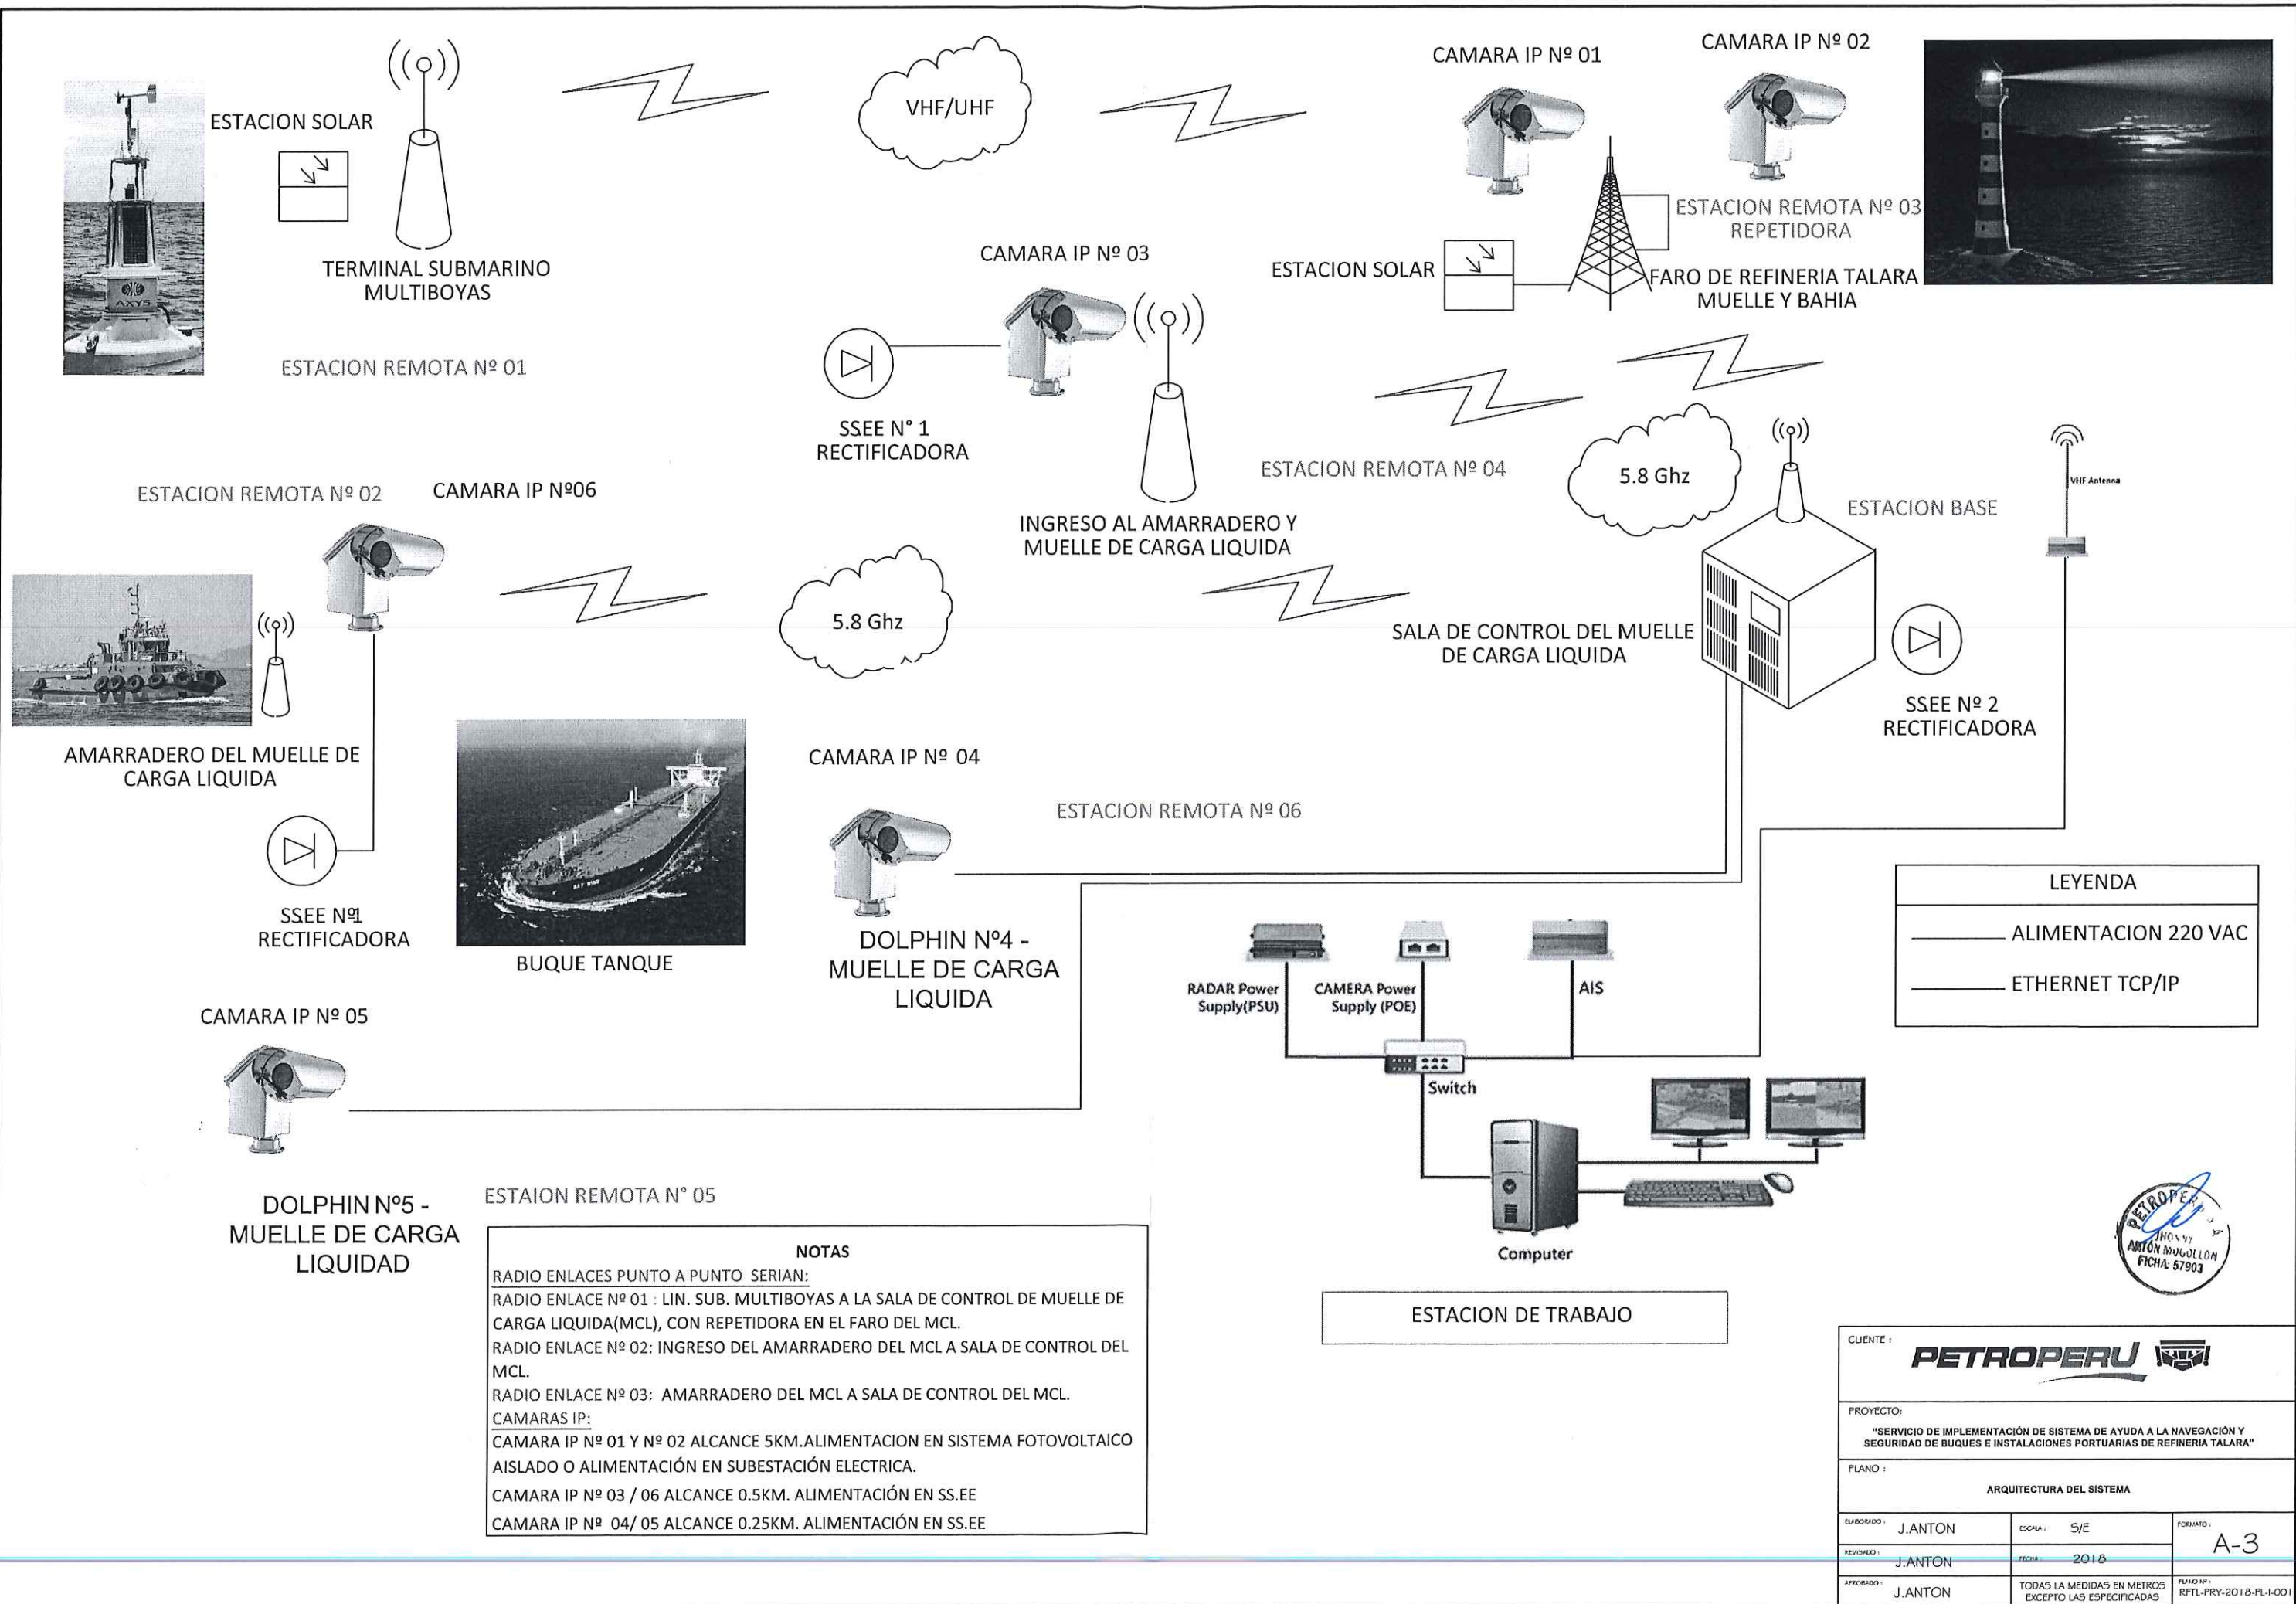 ESTACION SOLAR
TERMINAL SUBMARINO
MULTIBOYAS
AXYS
ESTACION REMOTA Nº 01
VHF/UHF
CAMARA IP Nº 01
CAMARA IP Nº 02
ESTACION REMOTA Nº 03
REPETIDORA
ESTACION SOLAR
FARO DE REFINERIA TALARA
MUELLE Y BAHIA
CAMARA IP Nº 03
SS.EE N° 1
RECTIFICADORA
ESTACION REMOTA Nº 04
INGRESO AL AMARRADERO Y
MUELLE DE CARGA LIQUIDA
5.8 Ghz
ESTACION BASE
VHF Antenna
SALA DE CONTROL DEL MUELLE
DE CARGA LIQUIDA
SS.EE Nº 2
RECTIFICADORA
ESTACION REMOTA Nº 02
CAMARA IP Nº06
5.8 Ghz
AMARRADERO DEL MUELLE DE
CARGA LIQUIDA
SS.EE Nº1
RECTIFICADORA
BUQUE TANQUE
CAMARA IP Nº 04
ESTACION REMOTA Nº 06
DOLPHIN Nº4 -
MUELLE DE CARGA
LIQUIDA
CAMARA IP Nº 05
DOLPHIN Nº5 -
MUELLE DE CARGA
LIQUIDAD
ESTAION REMOTA N° 05
LEYENDA
ALIMENTACION 220 VAC
ETHERNET TCP/IP
RADAR Power
Supply(PSU)
CAMERA Power
Supply (POE)
AIS
Switch
Computer
ESTACION DE TRABAJO
NOTAS
RADIO ENLACES PUNTO A PUNTO SERIAN:
RADIO ENLACE Nº 01 : LIN. SUB. MULTIBOYAS A LA SALA DE CONTROL DE MUELLE DE
CARGA LIQUIDA(MCL), CON REPETIDORA EN EL FARO DEL MCL.
RADIO ENLACE Nº 02: INGRESO DEL AMARRADERO DEL MCL A SALA DE CONTROL DEL
MCL.
RADIO ENLACE Nº 03: AMARRADERO DEL MCL A SALA DE CONTROL DEL MCL.
CAMARAS IP:
CAMARA IP Nº 01 Y Nº 02 ALCANCE 5KM.ALIMENTACION EN SISTEMA FOTOVOLTAICO
AISLADO O ALIMENTACIÓN EN SUBESTACIÓN ELECTRICA.
CAMARA IP Nº 03 / 06 ALCANCE 0.5KM. ALIMENTACIÓN EN SS.EE
CAMARA IP Nº 04/ 05 ALCANCE 0.25KM. ALIMENTACIÓN EN SS.EE
ANTÓN MOGOLLON
FICHA: 57903
CLIENTE :
PETROPERU
PROYECTO:
"SERVICIO DE IMPLEMENTACIÓN DE SISTEMA DE AYUDA A LA NAVEGACIÓN Y
SEGURIDAD DE BUQUES E INSTALACIONES PORTUARIAS DE REFINERIA TALARA"
PLANO :
ARQUITECTURA DEL SISTEMA
ELABORADO : J.ANTON
ESCALA : S/E
FORMATO :
A-3
REVISADO : J.ANTON
FECHA: 2018
APROBADO : J.ANTON
TODAS LA MEDIDAS EN METROS
EXCEPTO LAS ESPECIFICADAS
PLANO Nº :
RFTL-PRY-2018-PL-I-001